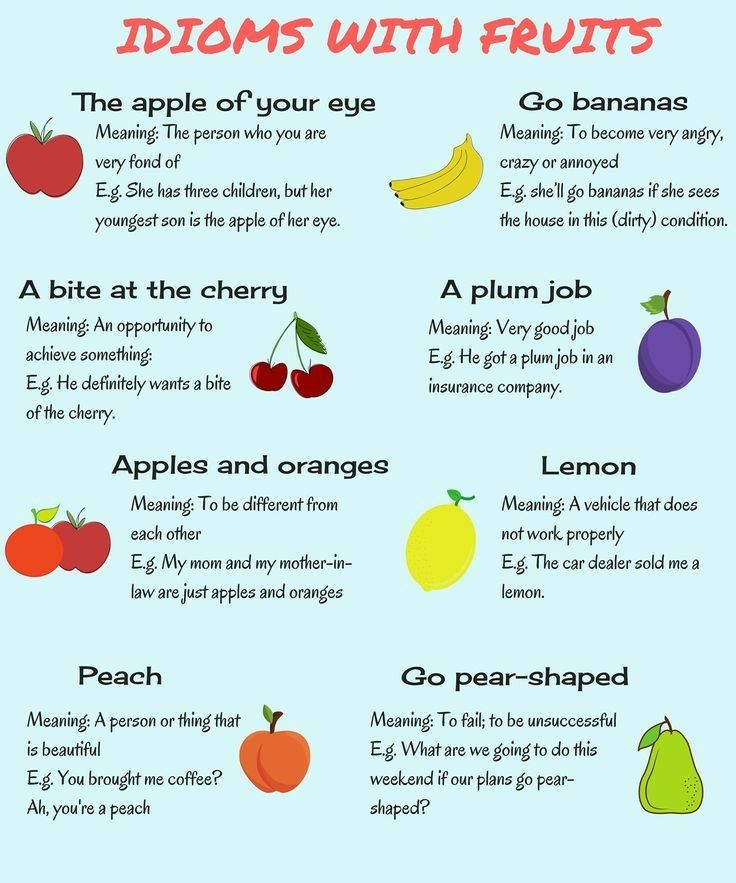 IDIOMS WITH FRUITS
The apple of your eye
Meaning: The person who you are
very fond of
E.g. She has three children, but her
youngest son is the apple of her eye.
Go bananas
Meaning: To become very angry,
crazy or annoyed
E.g. she'll go bananas if she sees
the house in this (dirty) condition.
A bite at the cherry
Meaning: An opportunity to
achieve something:
E.g. He definitely wants a bite
of the cherry.
A plum job
Meaning: Very good job
E.g. He got a plum job in an
insurance company.
Apples and oranges
Meaning: To be different from
each other
E.g. My mom and my mother-in-
law are just apples and oranges
Lemon
Meaning: A vehicle that does
not work properly
E.g. The car dealer sold me a
lemon.
Peach
Meaning: A person or thing that
is beautiful
E.g. You brought me coffee?
Ah, you're a peach
Go pear-shaped
Meaning: To fail; to be unsuccessful
E.g. What are we going to do this
weekend if our plans go pear-
shaped?